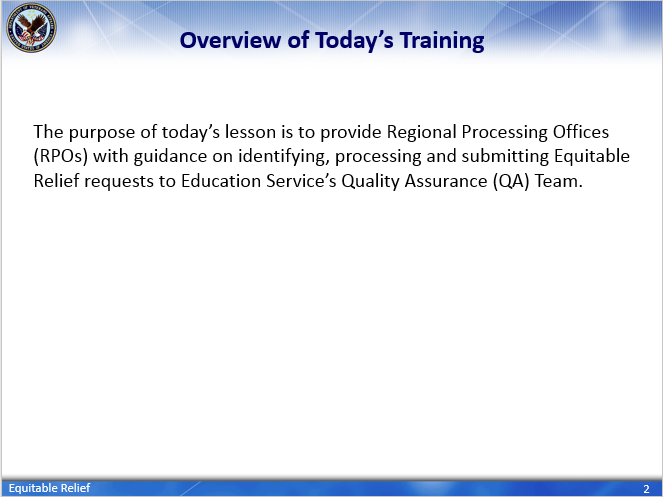 Overview of Today's Training
The purpose of today's lesson is to provide Regional Processing Offices
(RPOs) with guidance on identifying, processing and submitting Equitable
Relief requests to Education Service's Quality Assurance (QA) Team.
Equitable Relief
2